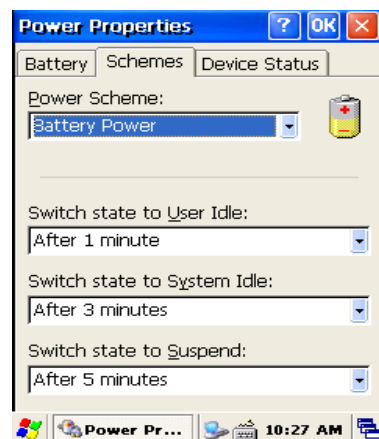 Power Properties ? OK ×
Battery Schemes Device Status
Power Scheme:
Battery Power
Switch state to User Idle:
After 1 minute
Switch state to System Idle:
After 3 minutes
Switch state to Suspend:
After 5 minutes
Power Pr... 10:27 AM